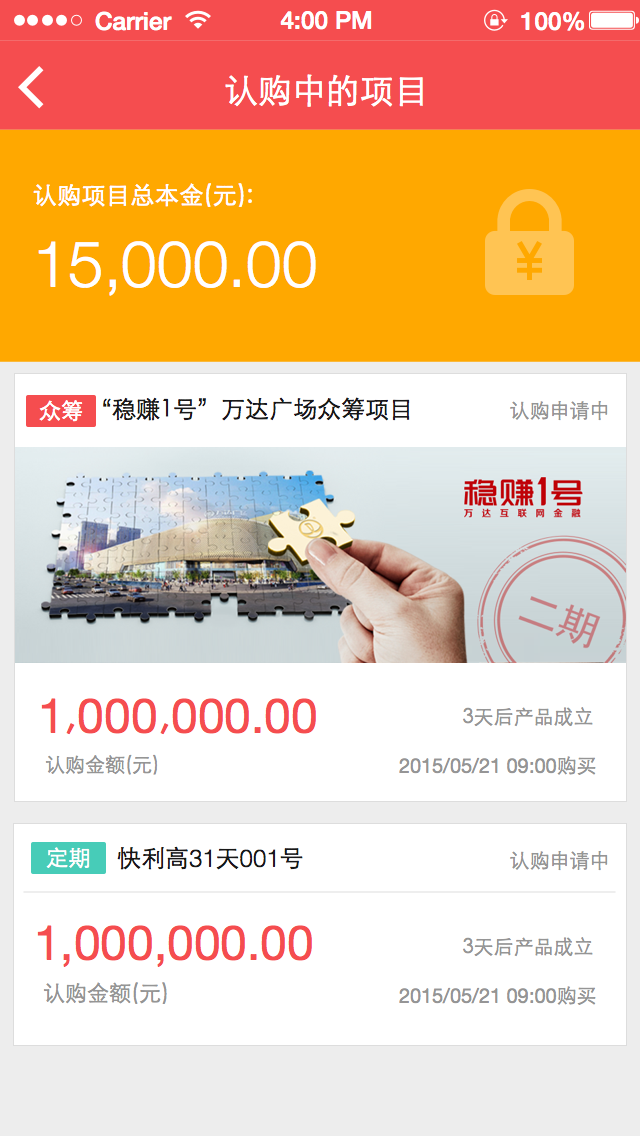 Carrier 4:00 PM 100%
认购中的项目
认购项目总本金(元):
15,000.00
¥
众筹 “稳赚1号”万达广场众筹项目 认购申请中
稳赚1号
万达互联网金融
二期
1,000,000.00 3天后产品成立
认购金额(元) 2015/05/21 09:00购买
定期 快利高31天001号 认购申请中
1,000,000.00 3天后产品成立
认购金额(元) 2015/05/21 09:00购买